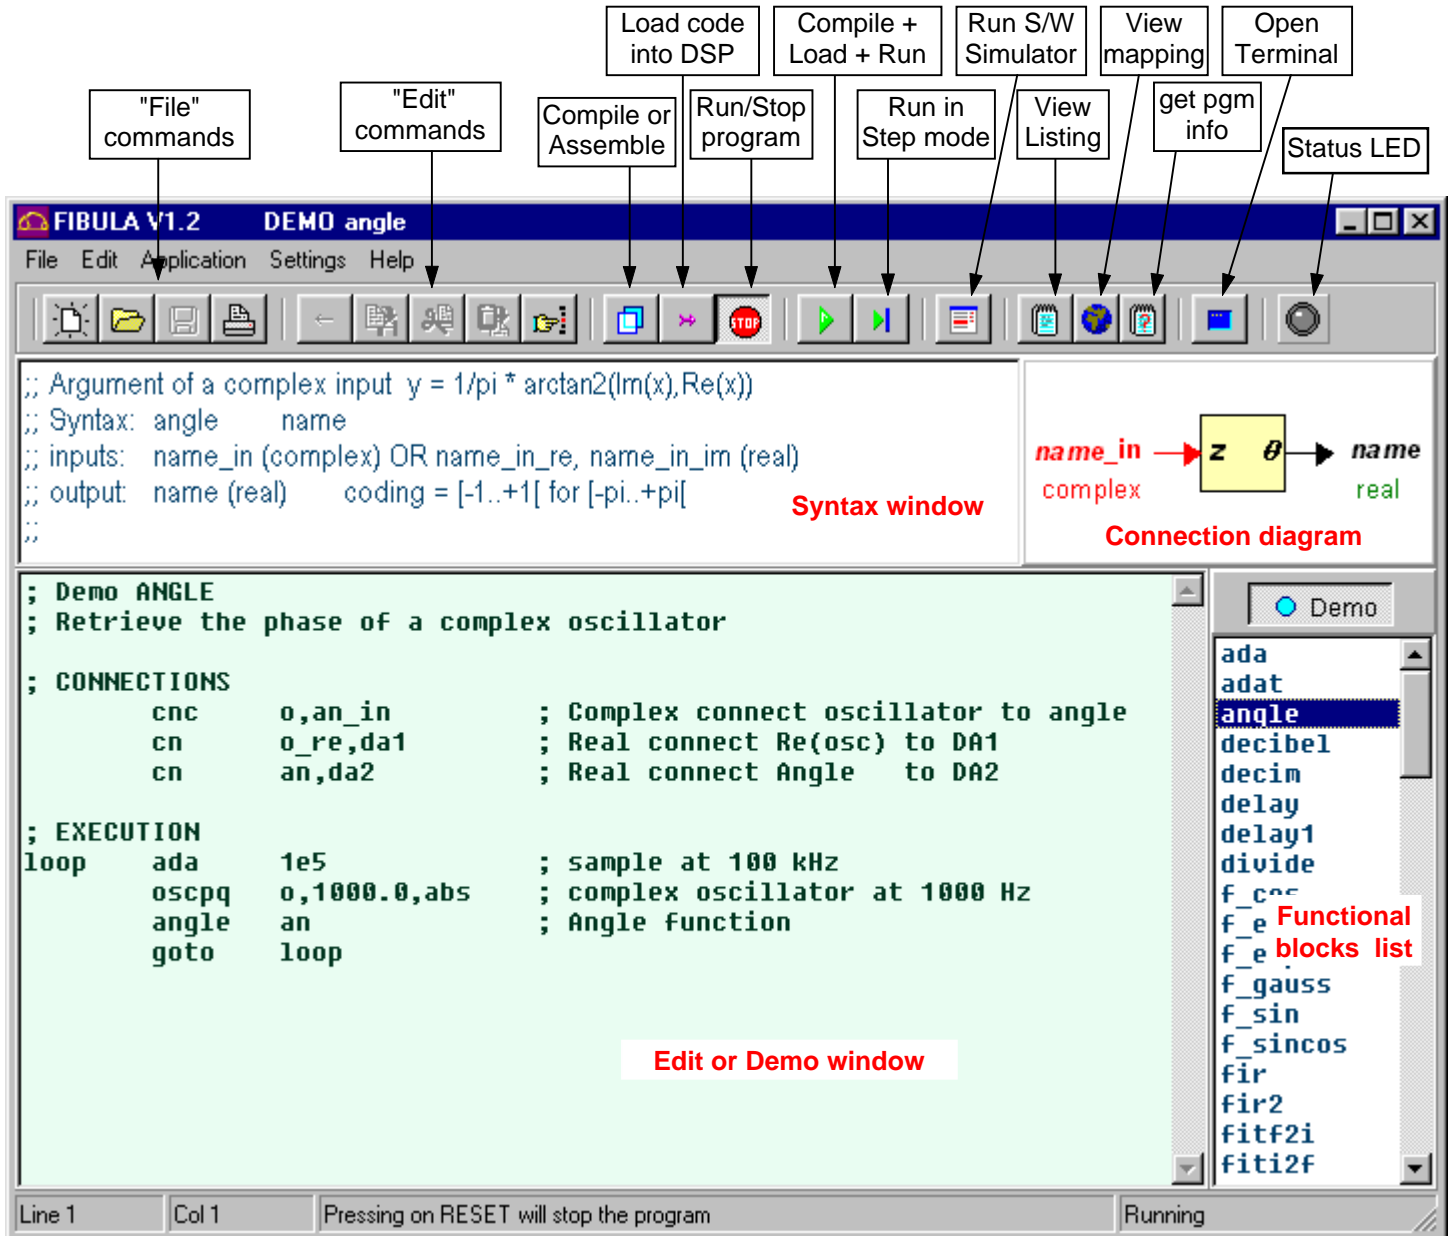 Load code
into DSP
Compile +
Load + Run
Run S/W
Simulator
View
mapping
Open
Terminal
"File"
commands
"Edit"
commands
Compile or
Assemble
Run/Stop
program
Run in
Step mode
View
Listing
get pgm
info
Status LED
FIBULA V1.2 DEMO angle
File Edit Application Settings Help
STOP
;; Argument of a complex input y = 1/pi * arctan2(Im(x),Re(x))
;; Syntax: angle name
;; inputs: name_in (complex) OR name_in_re, name_in_im (real)
;; output: name (real) coding = [-1..+1[ for [-pi..+pi[
;;
Syntax window
name_in z θ name
complex real
Connection diagram
; Demo ANGLE
; Retrieve the phase of a complex oscillator
; CONNECTIONS
cnc o,an_in ; Complex connect oscillator to angle
cn o_re,da1 ; Real connect Re(osc) to DA1
cn an,da2 ; Real connect Angle to DA2
; EXECUTION
loop ada 1e5 ; sample at 100 kHz
oscpq o,1000.0,abs ; complex oscillator at 1000 Hz
angle an ; Angle function
goto loop
Edit or Demo window
Demo
ada
adat
angle
decibel
decim
delay
delay1
divide
f_cos
Functional
blocks list
f_gauss
f_sin
f_sincos
fir
fir2
fitf2i
fiti2f
Line 1 Col 1 Pressing on RESET will stop the program Running